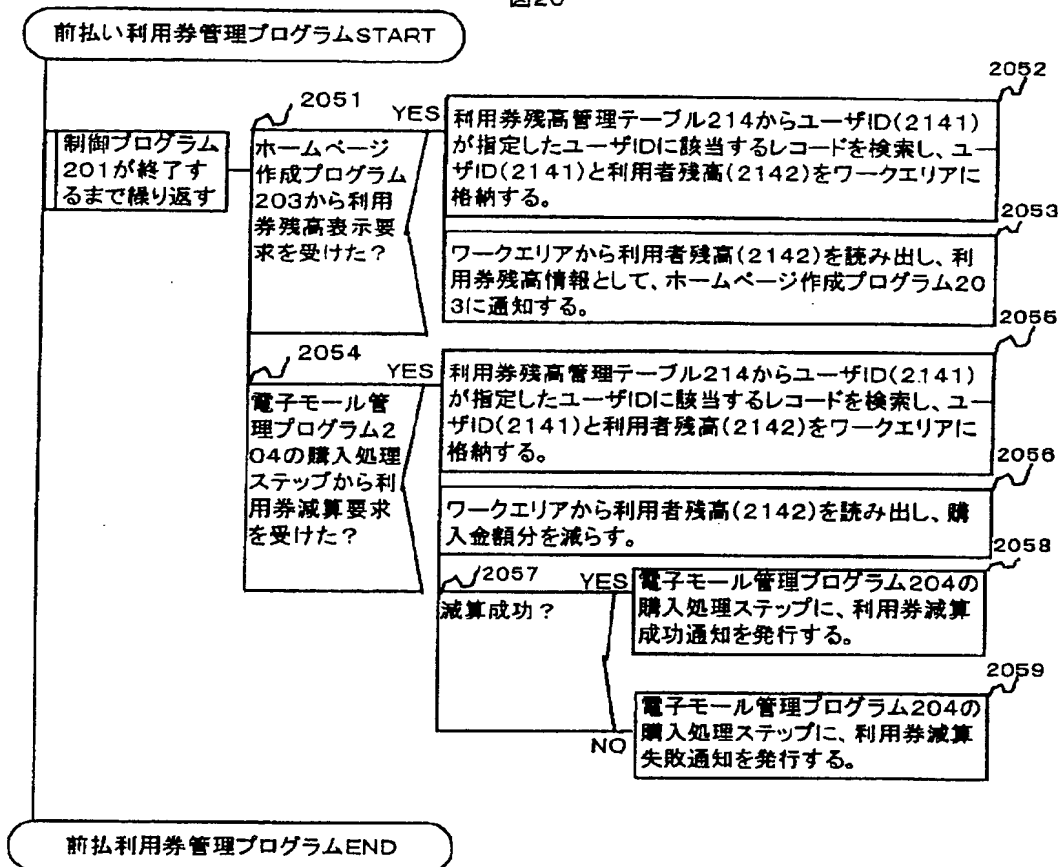 図20
前払い利用券管理プログラムSTART
制御プログラム
201が終了す
るまで繰り返す
2051
YES
ホームページ
作成プログラム
203から利用
券残高表示要
求を受けた?
2052
利用券残高管理テーブル214からユーザID(2141)
が指定したユーザIDに該当するレコードを検索し、ユー
ザID(2141)と利用者残高(2142)をワークエリアに
格納する。
2053
ワークエリアから利用者残高(2142)を読み出し、利
用券残高情報として、ホームページ作成プログラム20
3に通知する。
2054
YES
電子モール管
理プログラム2
04の購入処理
ステップから利
用券減算要求
を受けた?
2055
利用券残高管理テーブル214からユーザID(2141)
が指定したユーザIDに該当するレコードを検索し、ユー
ザID(2141)と利用者残高(2142)をワークエリアに
格納する。
2056
ワークエリアから利用者残高(2142)を読み出し、購
入金額分を減らす。
2057
YES
減算成功?
2058
電子モール管理プログラム204の
購入処理ステップに、利用券減算
成功通知を発行する。
2059
NO
電子モール管理プログラム204の
購入処理ステップに、利用券減算
失敗通知を発行する。
前払利用券管理プログラムEND